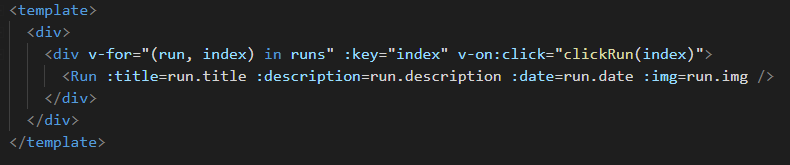 <template>
  <div>
    <div v-for="(run, index) in runs" :key="index" v-on:click="clickRun(index)">
      <Run :title=run.title :description=run.description :date=run.date :img=run.img />
    </div>
  </div>
</template>